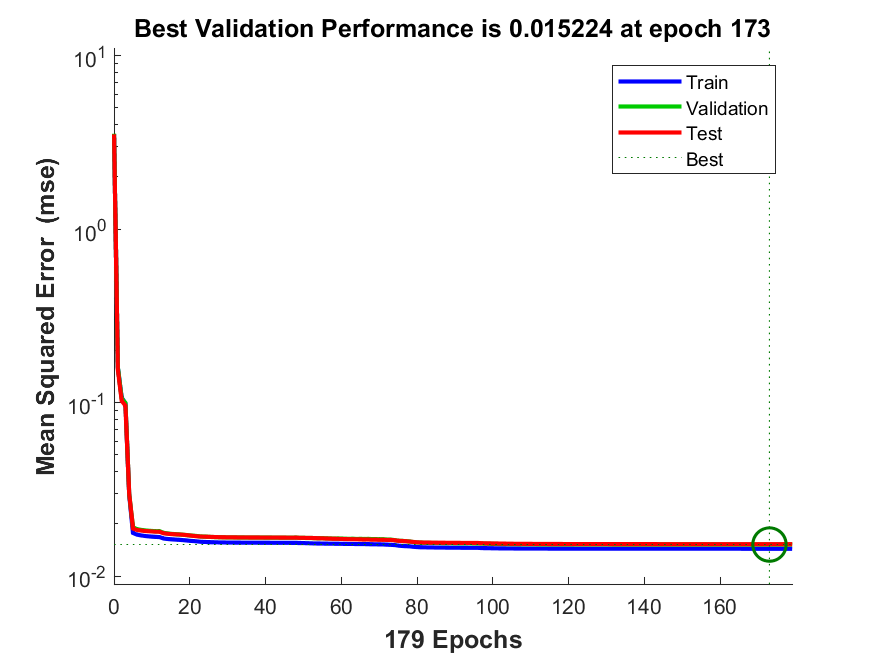 Best Validation Performance is 0.015224 at epoch 173
10^1
10^0
10^-1
10^-2
Mean Squared Error  (mse)
Train
Validation
Test
Best
0 20 40 60 80 100 120 140 160
179 Epochs